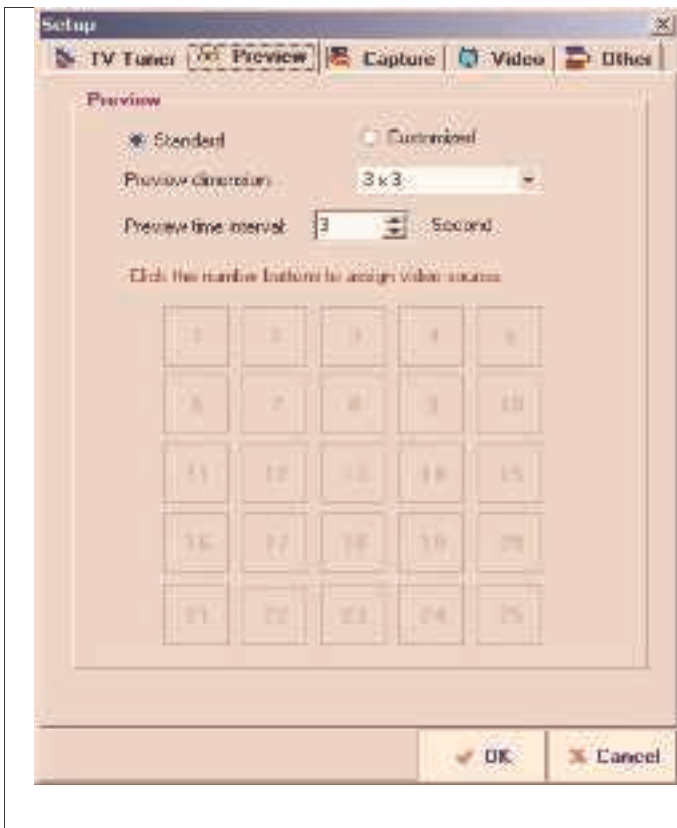 Setup
TV Tuner Preview Capture Video Other
Preview
Standard Customized
Preview dimension 3 x 3
Preview time interval: 3 Second
Click the number buttons to assign video source
1 2 3 4 5
6 7 8 9 10
11 12 13 14 15
16 17 18 19 20
21 22 23 24 25
OK Cancel